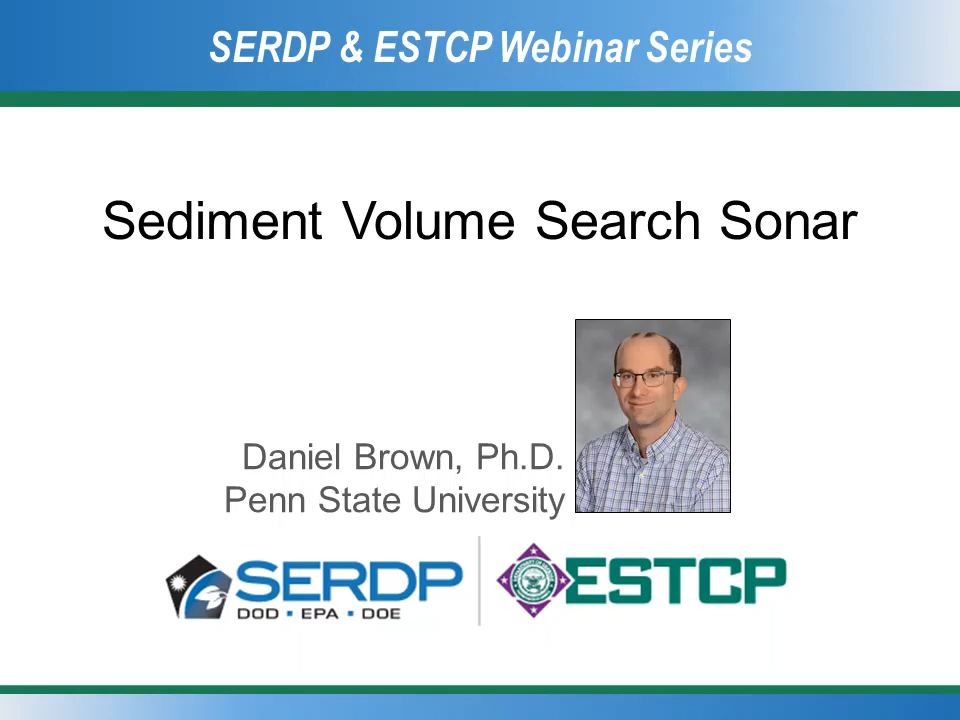 SERDP & ESTCP Webinar Series
Sediment Volume Search Sonar
Daniel Brown, Ph.D.
Penn State University
SERDP
DOD • EPA • DOE
ESTCP